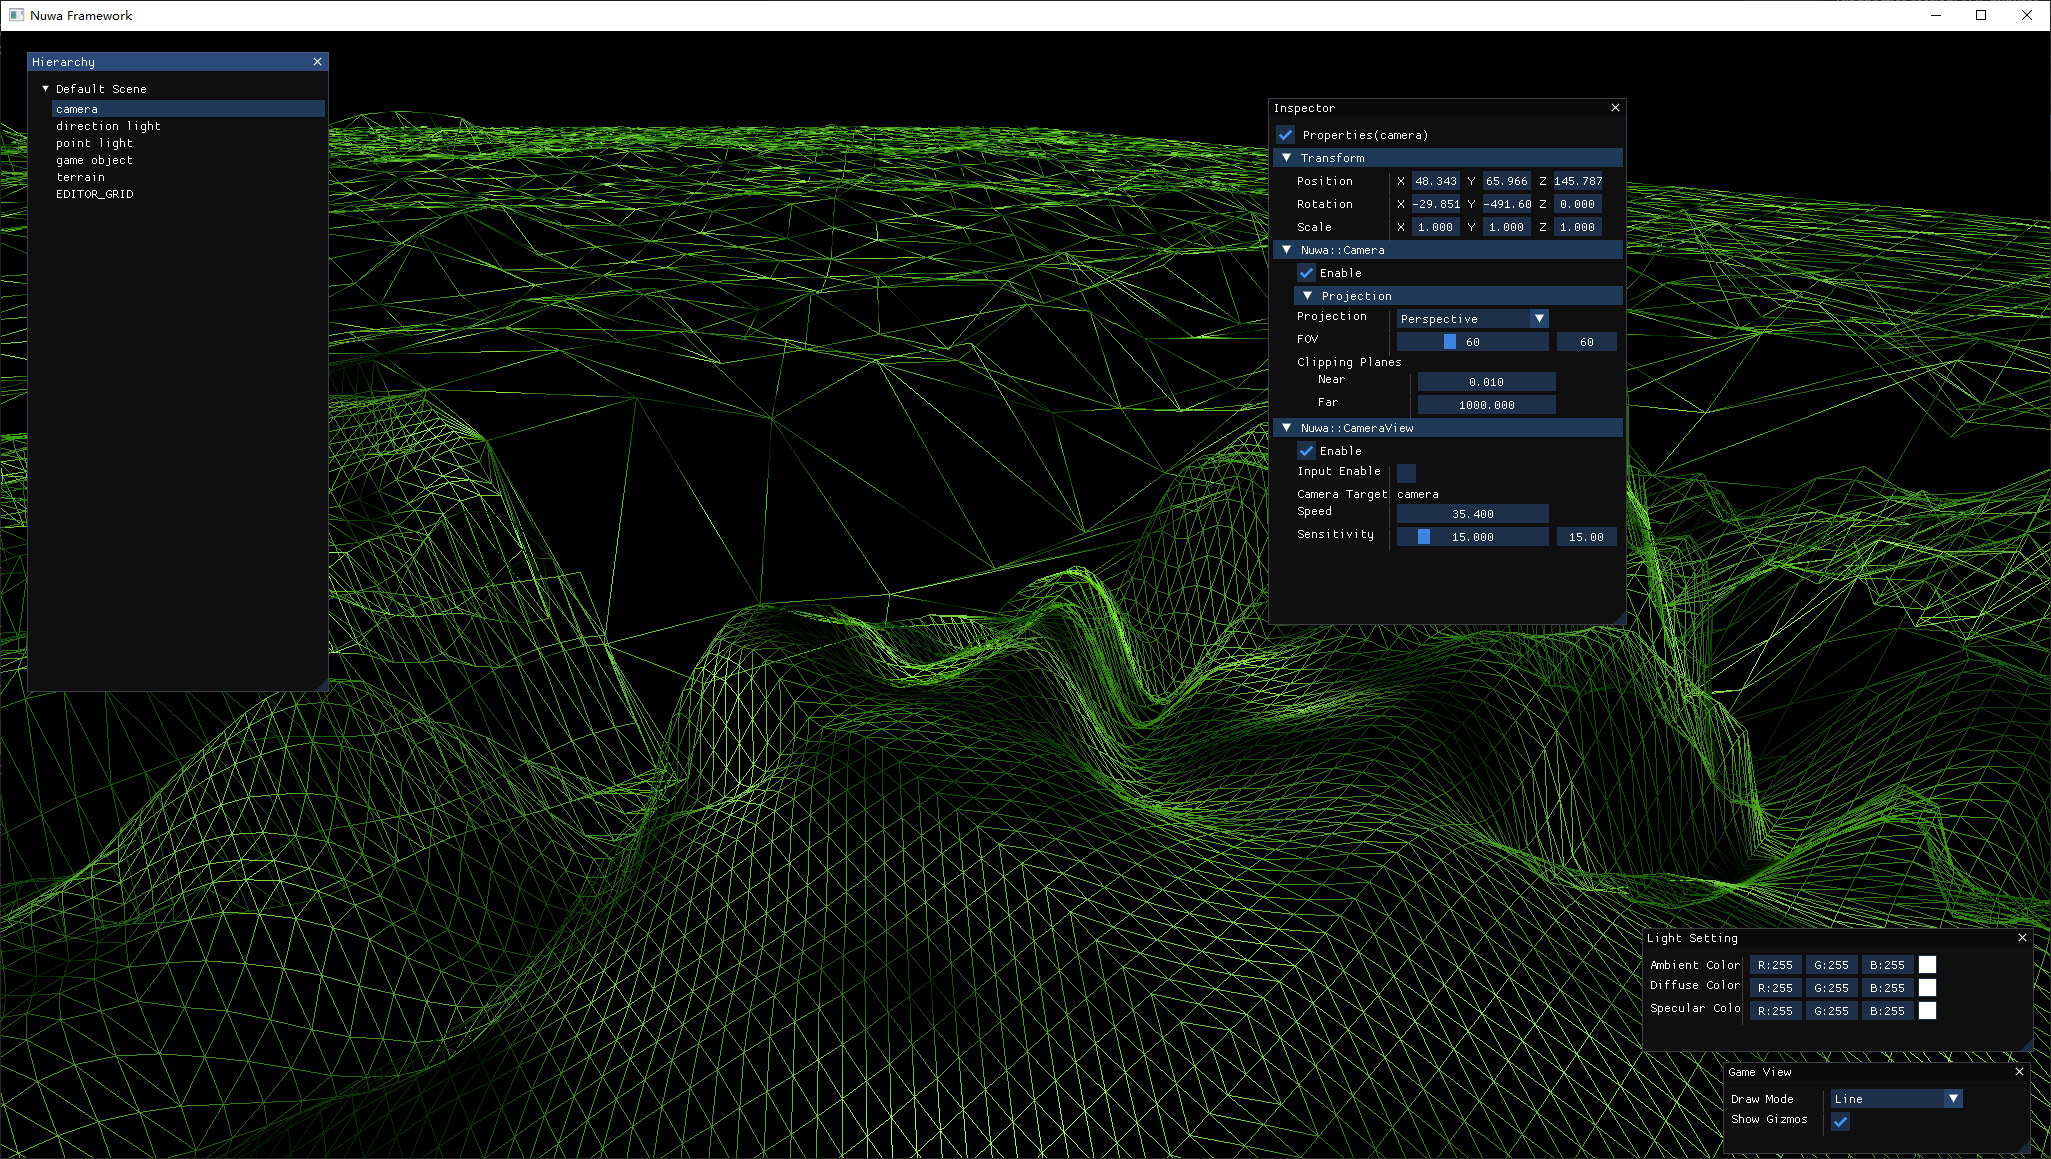 Nuwa Framework
Hierarchy
Default Scene
camera
direction light
point light
game object
terrain
EDITOR_GRID
Inspector
Properties(camera)
Transform
Position X 48.343 Y 65.966 Z 145.787
Rotation X -29.851 Y -491.60 Z 0.000
Scale X 1.000 Y 1.000 Z 1.000
Nuwa::Camera
Enable
Projection
Projection Perspective
FOV 60 60
Clipping Planes
Near 0.010
Far 1000.000
Nuwa::CameraView
Enable
Input Enable
Camera Target camera
Speed 35.400
Sensitivity 15.000 15.00
Light Setting
Ambient Color R:255 G:255 B:255
Diffuse Color R:255 G:255 B:255
Specular Colo R:255 G:255 B:255
Game View
Draw Mode Line
Show Gizmos